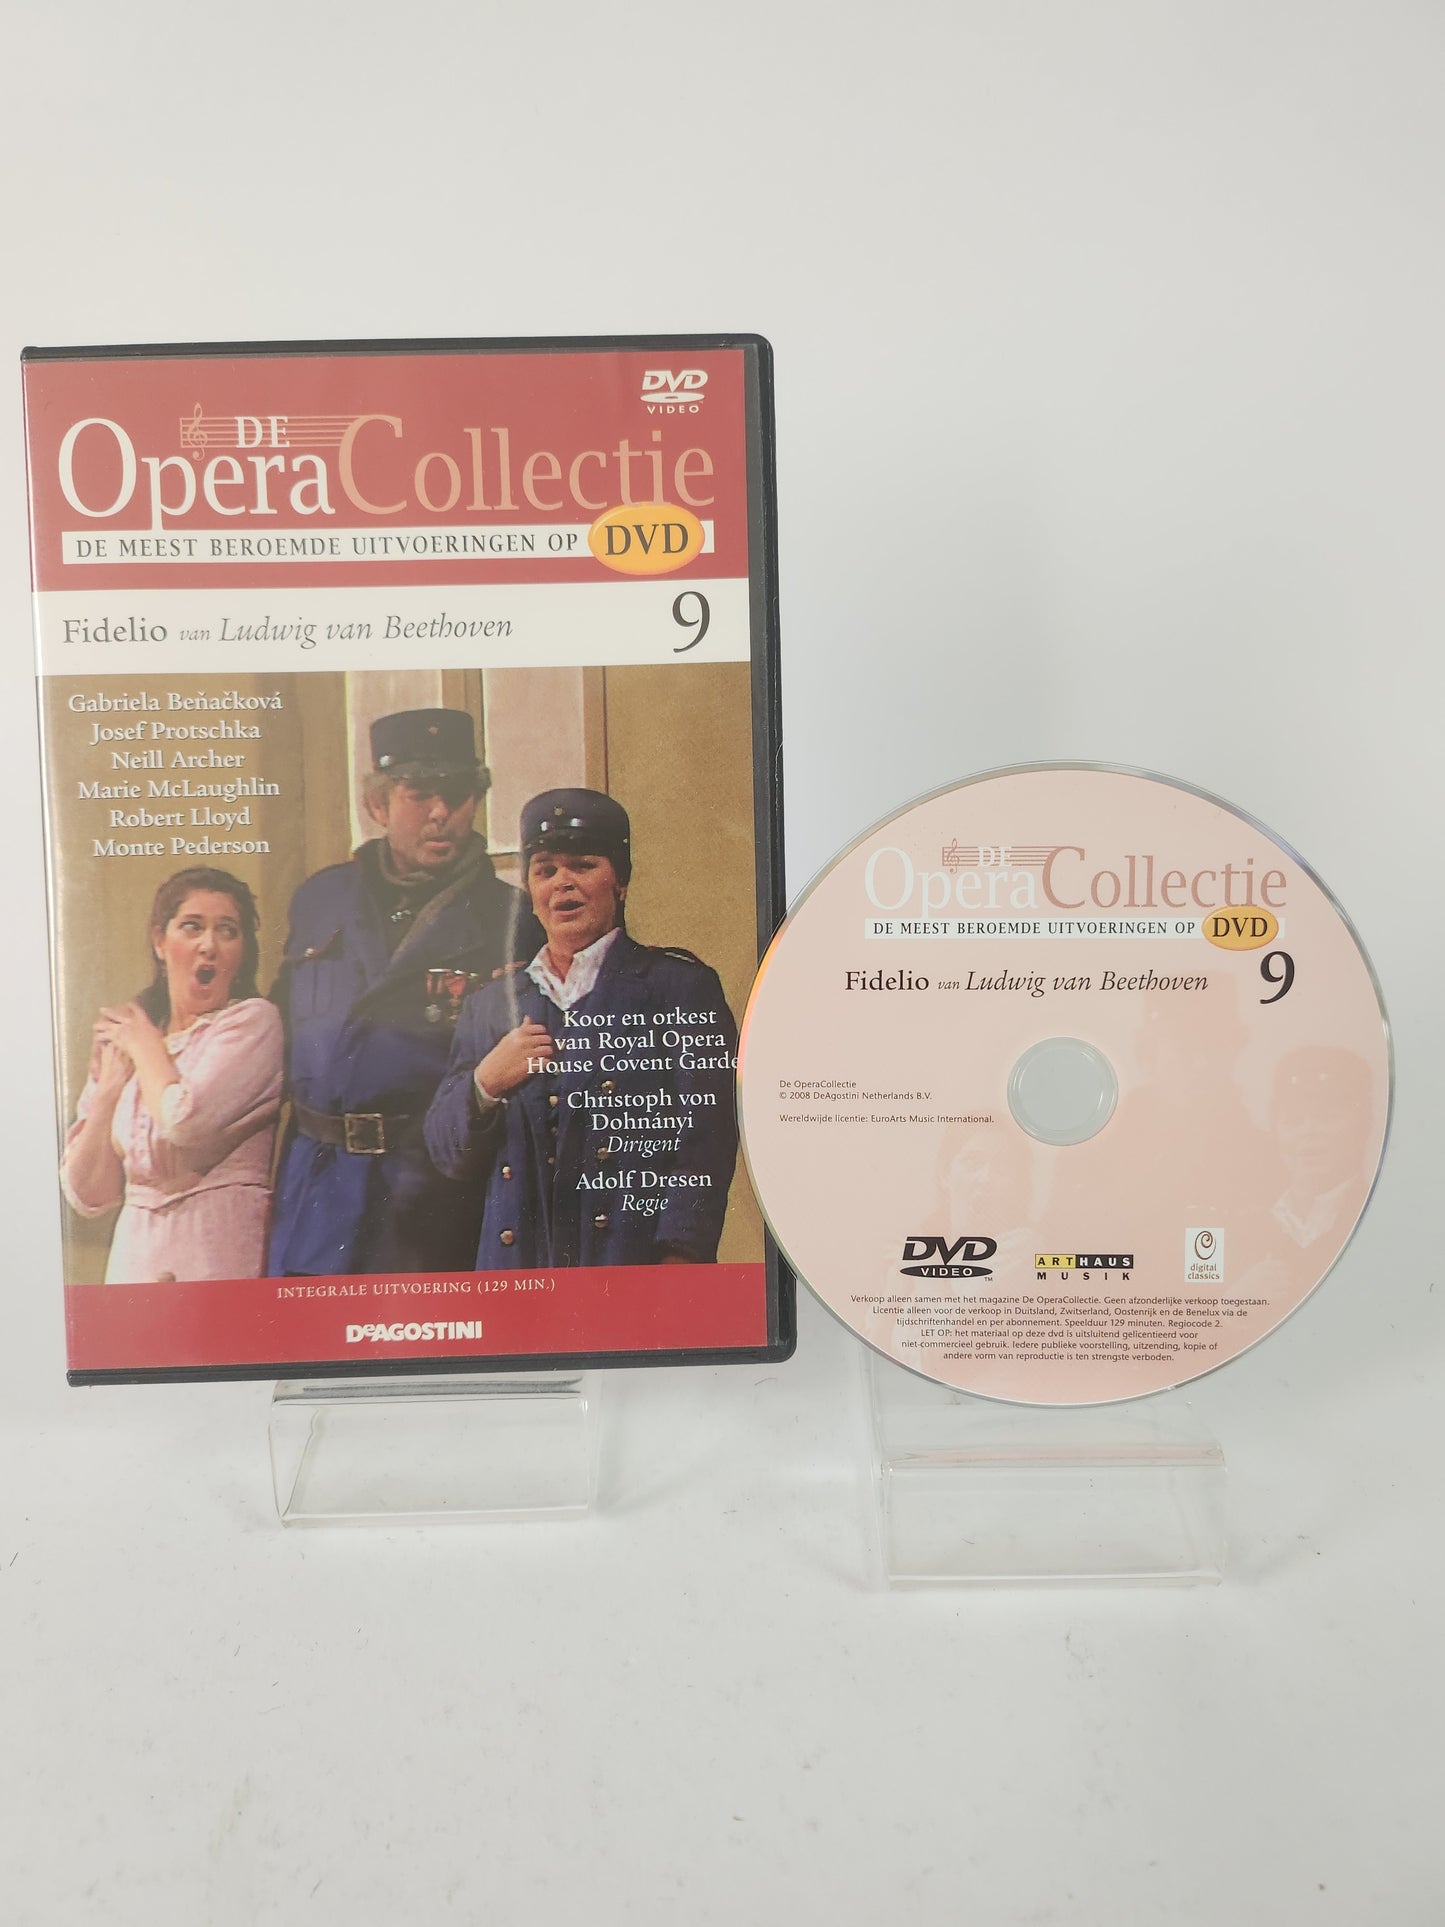 DVD
VIDEO
DE
OperaCollectie
DE MEEST BEROEMDE UITVOERINGEN OP DVD
Fidelio van Ludwig van Beethoven 9
Gabriela Beňačková
Josef Protschka
Neill Archer
Marie McLaughlin
Robert Lloyd
Monte Pederson
Koor en orkest
van Royal Opera
House Covent Garde
Christoph von
Dohnányi
Dirigent
Adolf Dresen
Regie
INTEGRALE UITVOERING (129 MIN.)
DeAGOSTINI
DE
OperaCollectie
DE MEEST BEROEMDE UITVOERINGEN OP DVD
Fidelio van Ludwig van Beethoven 9
De OperaCollectie
© 2008 DeAgostini Netherlands B.V.
Wereldwijde licentie: EuroArts Music International.
DVD
VIDEO™
ARTHAUS
MUSIK
digital
classics
Verkoop alleen samen met het magazine De OperaCollectie. Geen afzonderlijke verkoop toegestaan.
Licentie alleen voor de verkoop in Duitsland, Zwitserland, Oostenrijk en de Benelux via de
tijdschriftenhandel en per abonnement. Speelduur 129 minuten. Regiocode 2.
LET OP: het materiaal op deze dvd is uitsluitend gelicentieerd voor
niet-commercieel gebruik. Iedere publieke voorstelling, uitzending, kopie of
andere vorm van reproductie is ten strengste verboden.